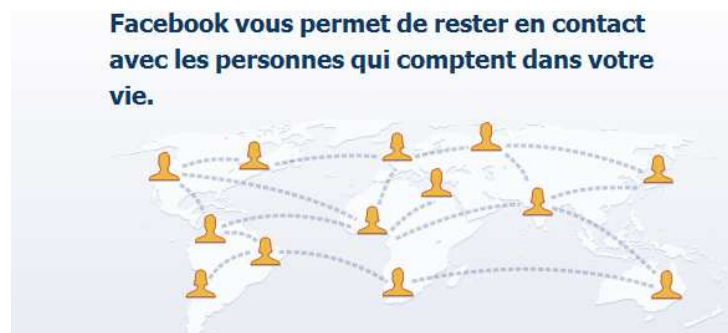 Facebook vous permet de rester en contact
avec les personnes qui comptent dans votre
vie.